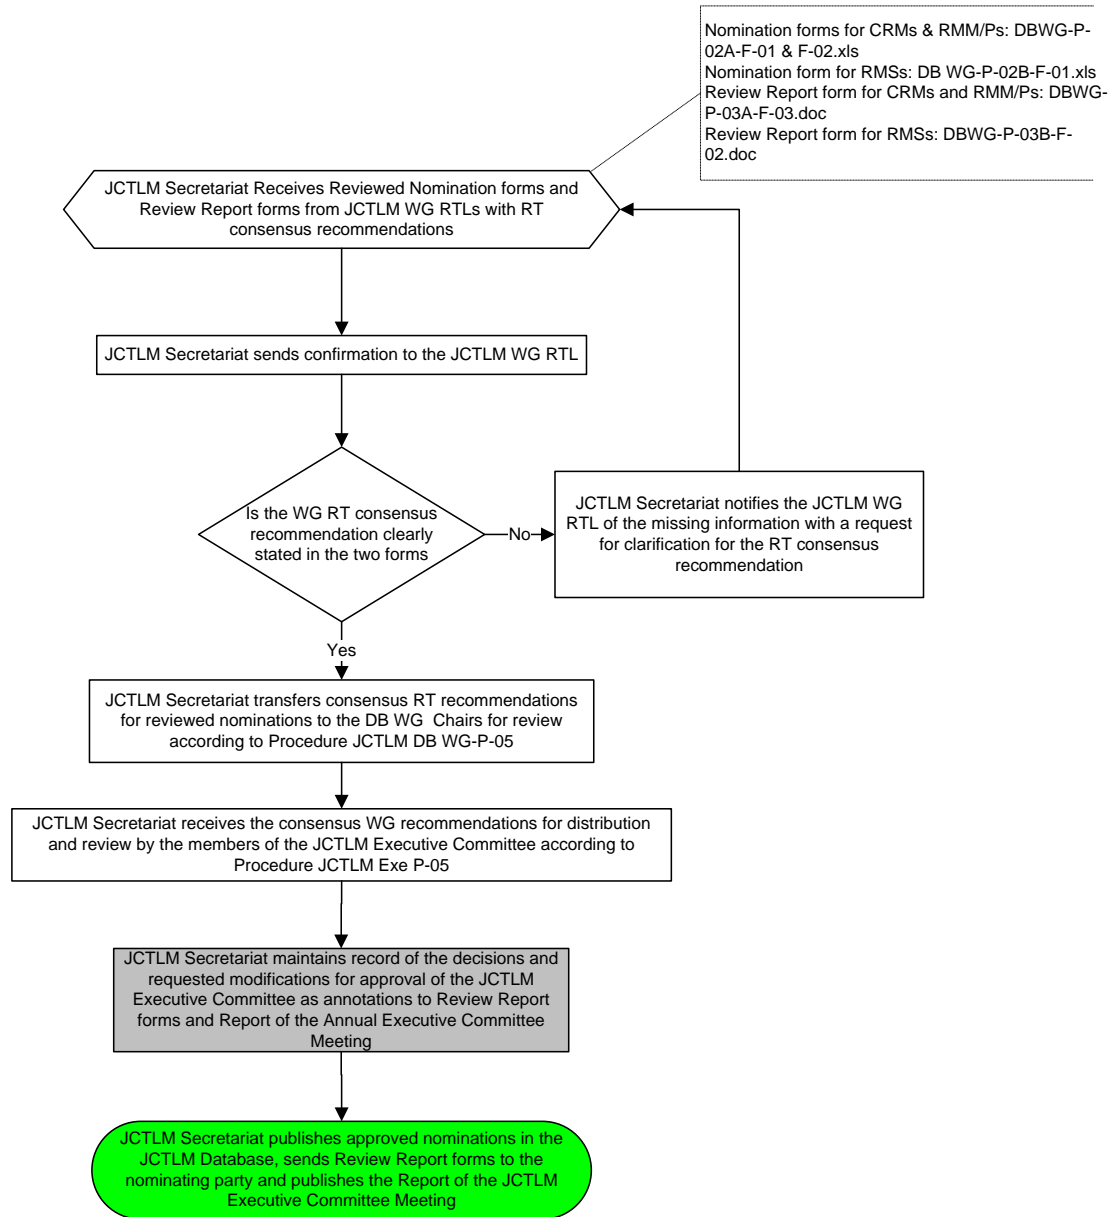 Nomination forms for CRMs & RMM/Ps: DBWG-P-
02A-F-01 & F-02.xls
Nomination form for RMSs: DB WG-P-02B-F-01.xls
Review Report form for CRMs and RMM/Ps: DBWG-
P-03A-F-03.doc
Review Report form for RMSs: DBWG-P-03B-F-
02.doc
JCTLM Secretariat Receives Reviewed Nomination forms and
Review Report forms from JCTLM WG RTLs with RT
consensus recommendations
JCTLM Secretariat sends confirmation to the JCTLM WG RTL
Is the WG RT consensus
recommendation clearly
stated in the two forms
No
JCTLM Secretariat notifies the JCTLM WG
RTL of the missing information with a request
for clarification for the RT consensus
recommendation
Yes
JCTLM Secretariat transfers consensus RT recommendations
for reviewed nominations to the DB WG  Chairs for review
according to Procedure JCTLM DB WG-P-05
JCTLM Secretariat receives the consensus WG recommendations for distribution
and review by the members of the JCTLM Executive Committee according to
Procedure JCTLM Exe P-05
JCTLM Secretariat maintains record of the decisions and
requested modifications for approval of the JCTLM
Executive Committee as annotations to Review Report
forms and Report of the Annual Executive Committee
Meeting
JCTLM Secretariat publishes approved nominations in the
JCTLM Database, sends Review Report forms to the
nominating party and publishes the Report of the JCTLM
Executive Committee Meeting